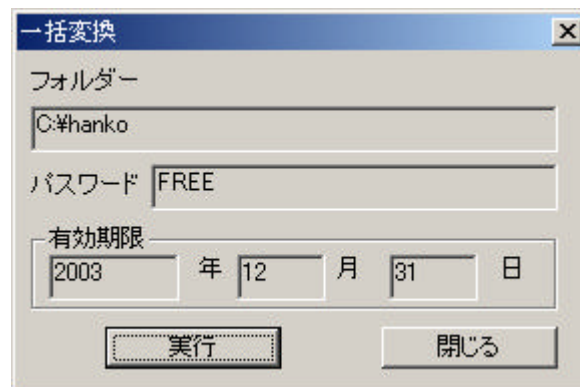 一括変換
フォルダー
C:¥hanko
パスワード FREE
有効期限
2003 年 12 月 31 日
実行 閉じる